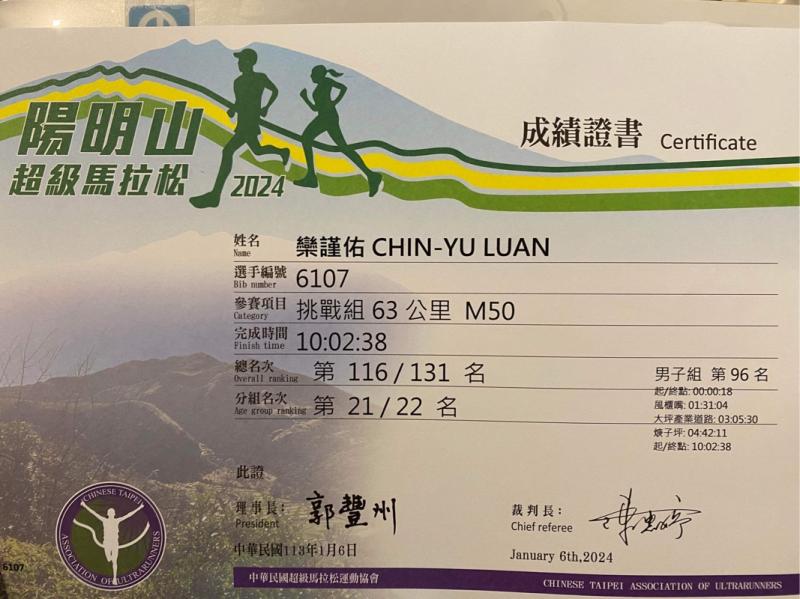 陽明山
超級馬拉松 2024
成績證書 Certificate
姓名 欒謹佑 CHIN-YU LUAN
Name
選手編號 6107
Bib number
參賽項目 挑戰組 63 公里 M50
Category
完成時間 10:02:38
Finish time
總名次 第 116 / 131 名
Overall ranking
男子組 第 96 名
分組名次 第 21 / 22 名
Age group ranking
起/終點: 00:00:18
風櫃嘴: 01:31:04
大坪產業道路: 03:05:30
焿子坪: 04:42:11
起/終點: 10:02:38
此證
理事長： 郭豐州
President
裁判長：
Chief referee
中華民國113年1月6日
January 6th,2024
CHINESE TAIPEI
ASSOCIATION OF ULTRARUNNERS
6107
中華民國超級馬拉松運動協會
CHINESE TAIPEI ASSOCIATION OF ULTRARUNNERS